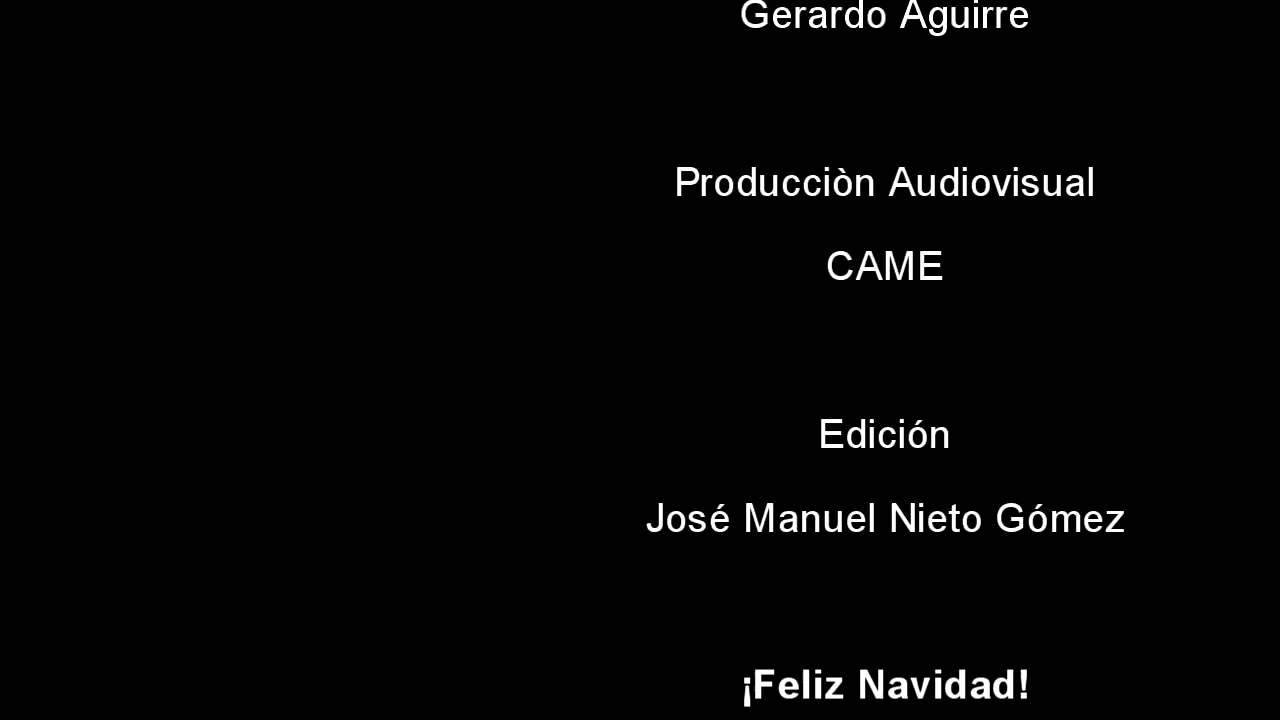 Gerardo Aguirre
Producciòn Audiovisual
CAME
Edición
José Manuel Nieto Gómez
¡Feliz Navidad!